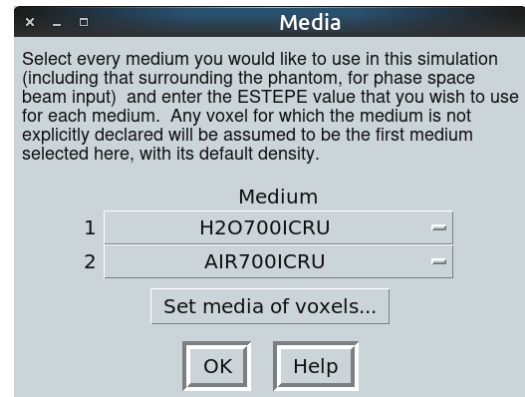 Media
Select every medium you would like to use in this simulation
(including that surrounding the phantom, for phase space
beam input)  and enter the ESTEPE value that you wish to use
for each medium.  Any voxel for which the medium is not
explicitly declared will be assumed to be the first medium
selected here, with its default density.
Medium
1 H2O700ICRU
2 AIR700ICRU
Set media of voxels...
OK Help